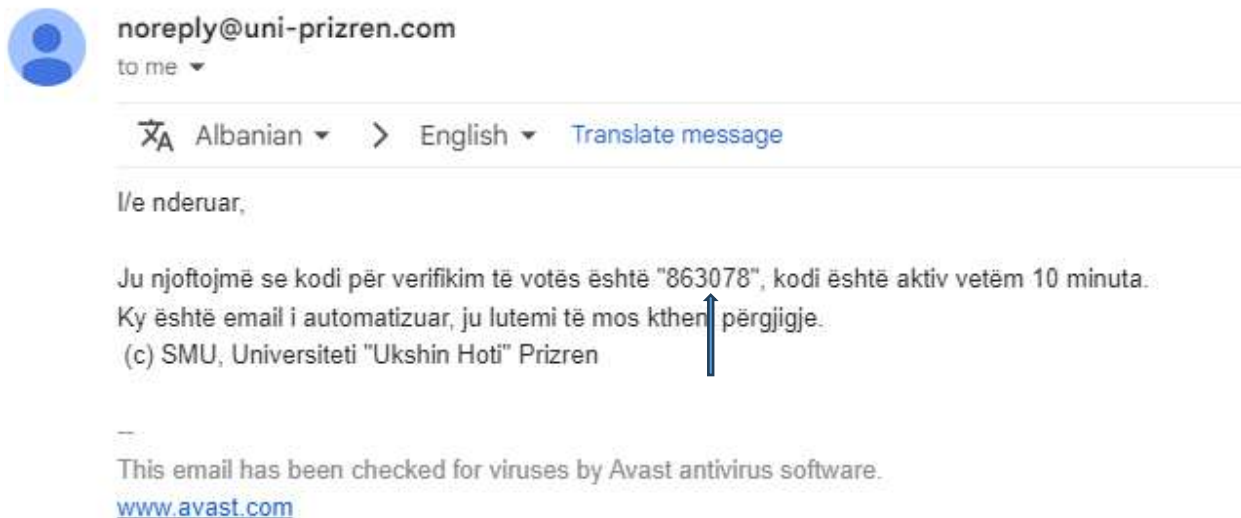 noreply@uni-prizren.com
to me
Albanian > English Translate message
I/e nderuar,
Ju njoftojmë se kodi për verifikim të votës është "863078", kodi është aktiv vetëm 10 minuta.
Ky është email i automatizuar, ju lutemi të mos ktheni përgjigje.
(c) SMU, Universiteti "Ukshin Hoti" Prizren
--
This email has been checked for viruses by Avast antivirus software.
www.avast.com